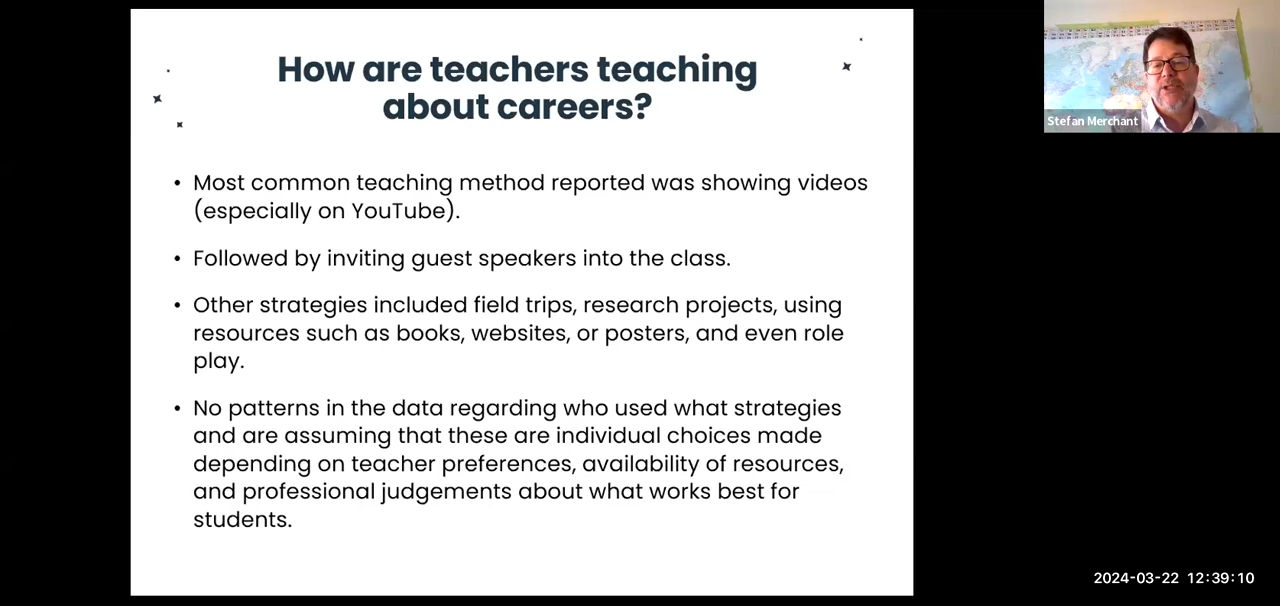 How are teachers teaching
about careers?
• Most common teaching method reported was showing videos
(especially on YouTube).
• Followed by inviting guest speakers into the class.
• Other strategies included field trips, research projects, using
resources such as books, websites, or posters, and even role
play.
• No patterns in the data regarding who used what strategies
and are assuming that these are individual choices made
depending on teacher preferences, availability of resources,
and professional judgements about what works best for
students.
Stefan Merchant
2024-03-22 12:39:10